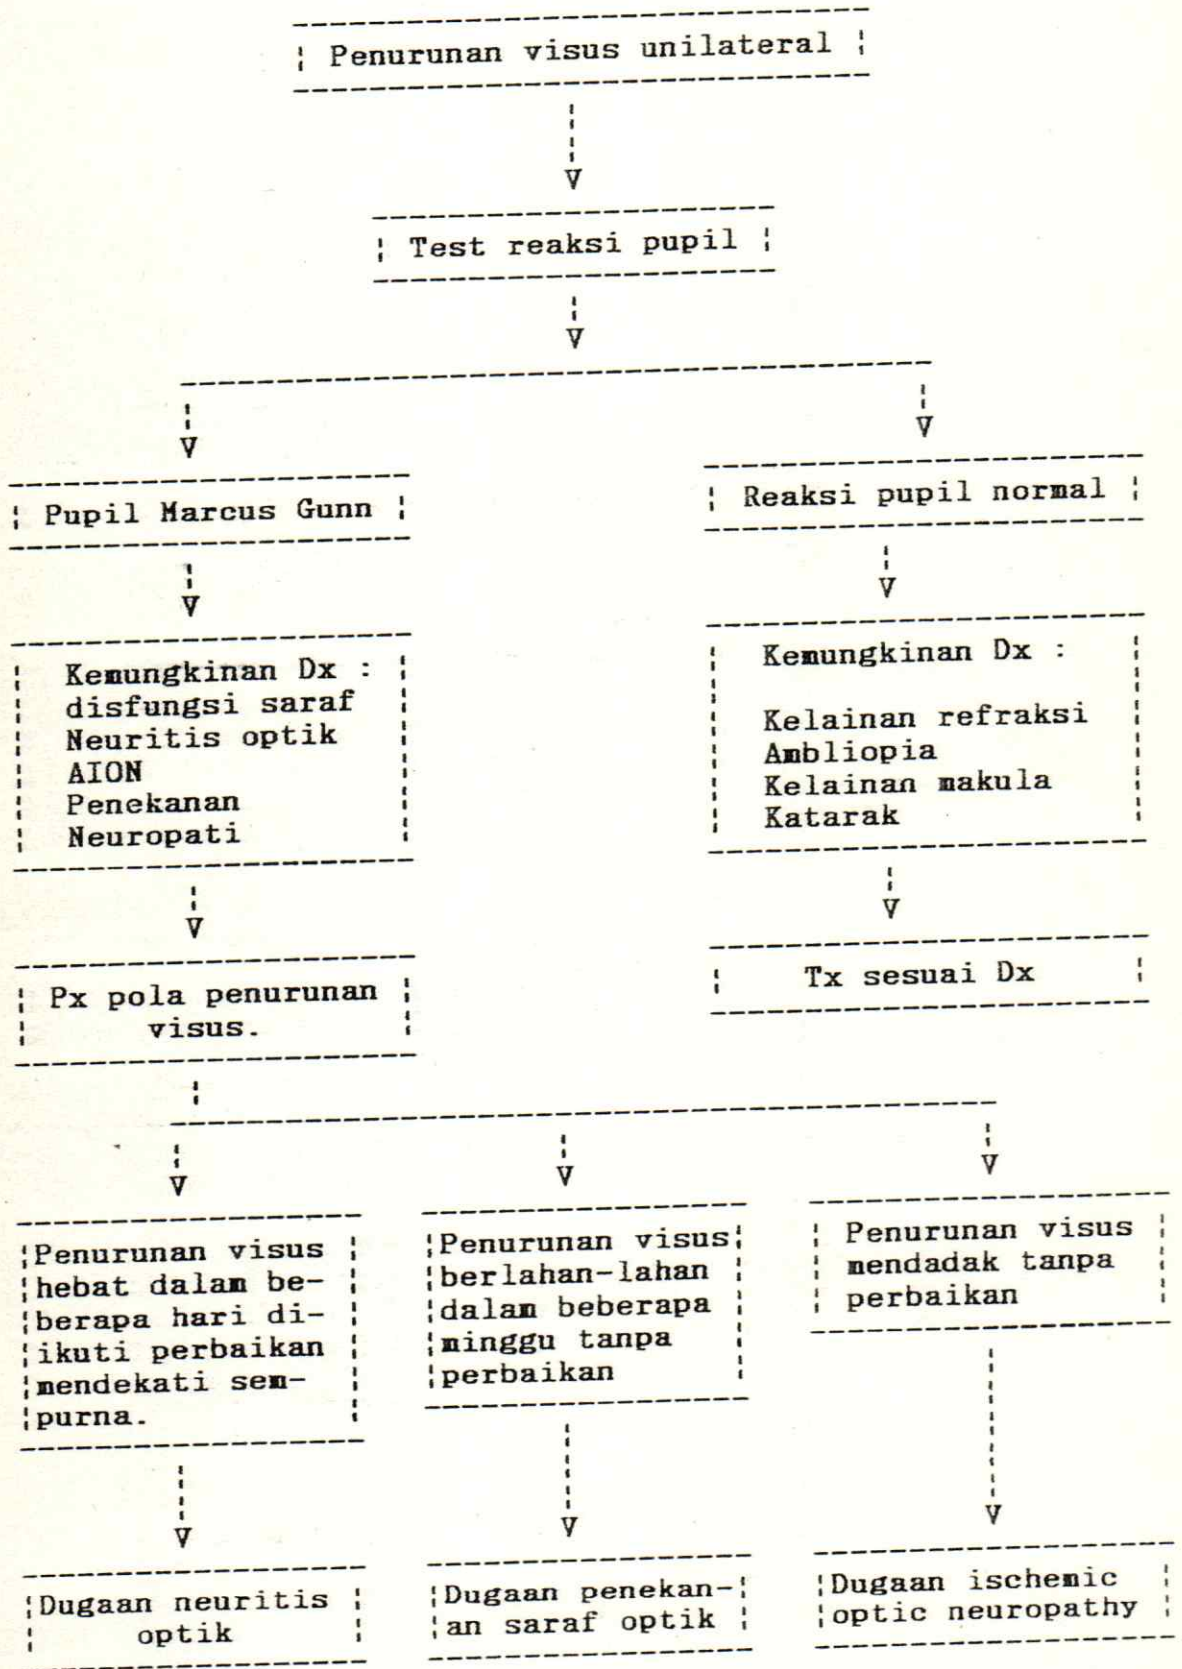 Penurunan visus unilateral
Test reaksi pupil
Pupil Marcus Gunn
Reaksi pupil normal
Kemungkinan Dx :
disfungsi saraf
Neuritis optik
AION
Penekanan
Neuropati
Kemungkinan Dx :
Kelainan refraksi
Ambliopia
Kelainan makula
Katarak
Px pola penurunan
visus.
Tx sesuai Dx
Penurunan visus
hebat dalam be-
berapa hari di-
ikuti perbaikan
mendekati sem-
purna.
Penurunan visus
berlahan-lahan
dalam beberapa
minggu tanpa
perbaikan
Penurunan visus
mendadak tanpa
perbaikan
Dugaan neuritis
optik
Dugaan penekan-
an saraf optik
Dugaan ischemic
optic neuropathy